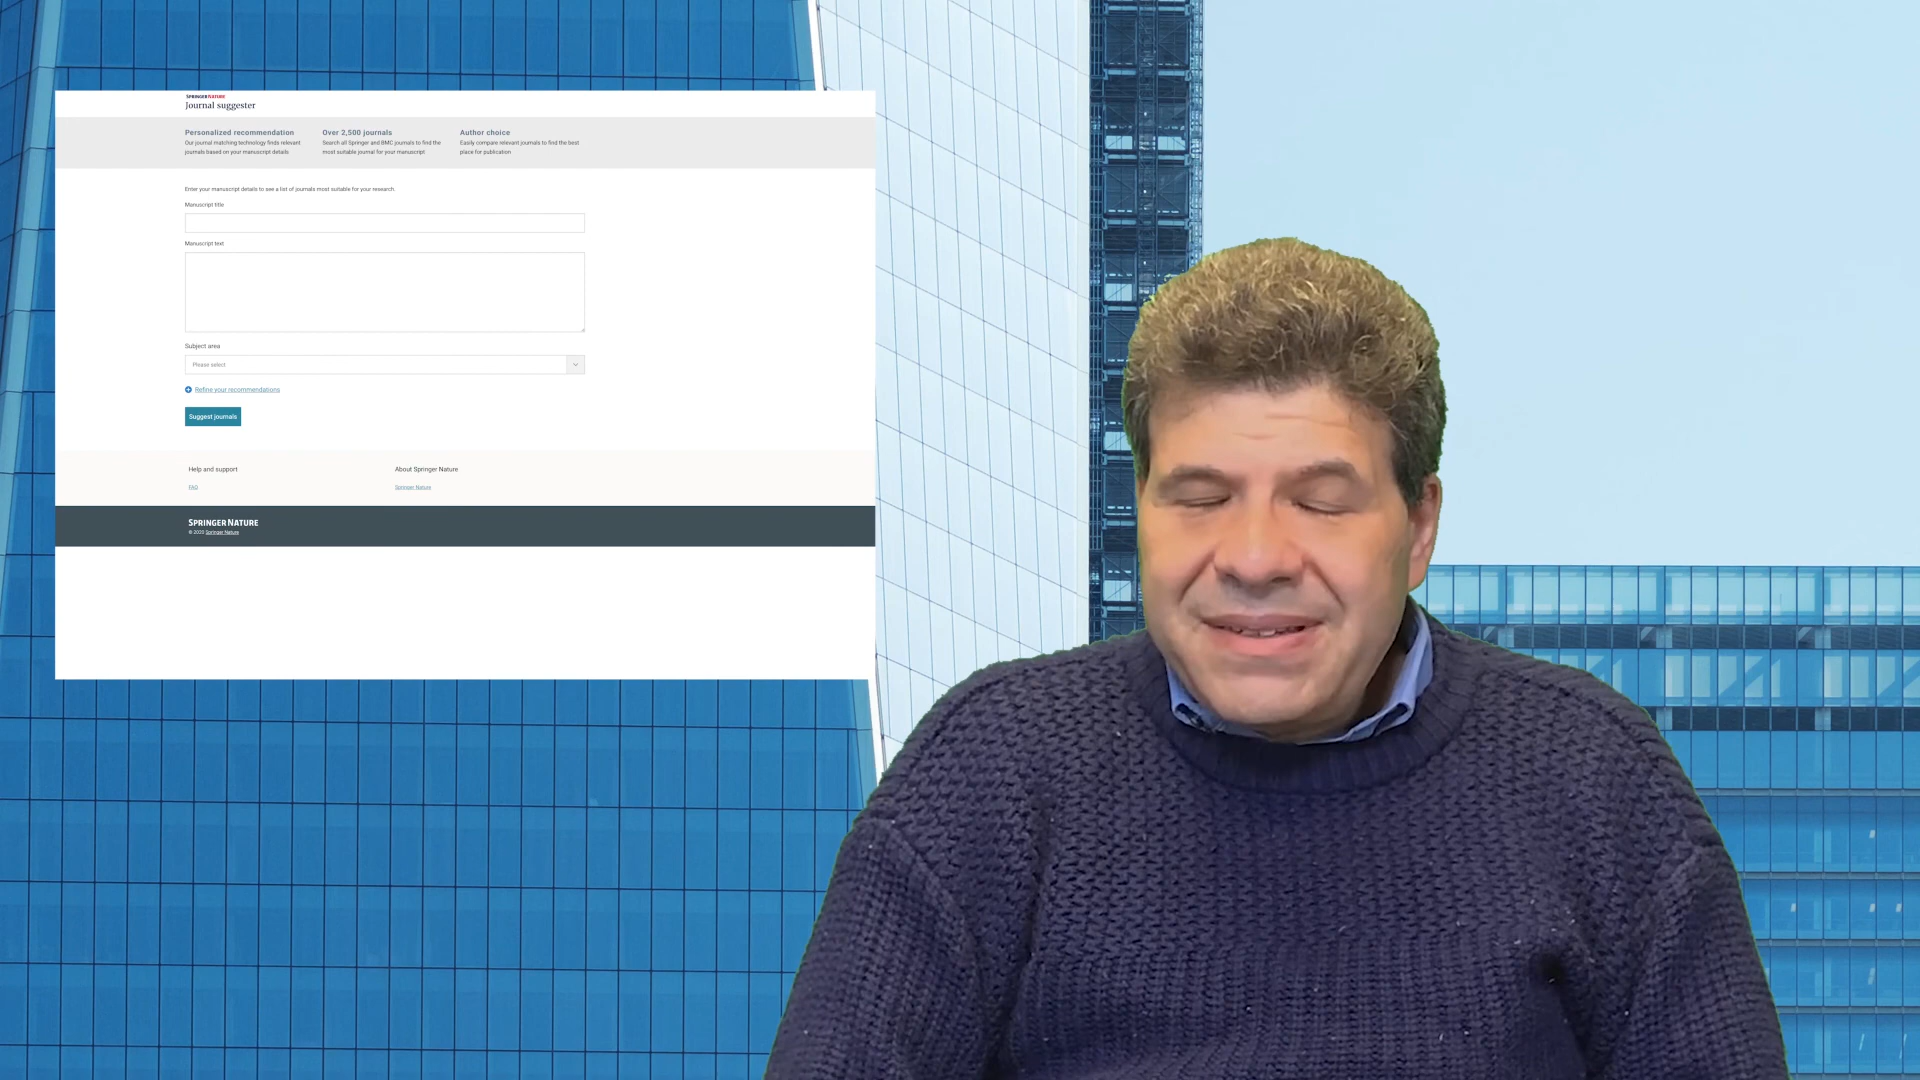 SPRINGER NATURE
Journal suggester
Personalized recommendation
Our journal matching technology finds relevant
journals based on your manuscript details
Over 2,500 journals
Search all Springer and BMC journals to find the
most suitable journal for your manuscript
Author choice
Easily compare relevant journals to find the best
place for publication
Enter your manuscript details to see a list of journals most suitable for your research.
Manuscript title
Manuscript text
Subject area
Please select
Refine your recommendations
Suggest journals
Help and support
FAQ
About Springer Nature
Springer Nature
SPRINGER NATURE
© 2020 Springer Nature